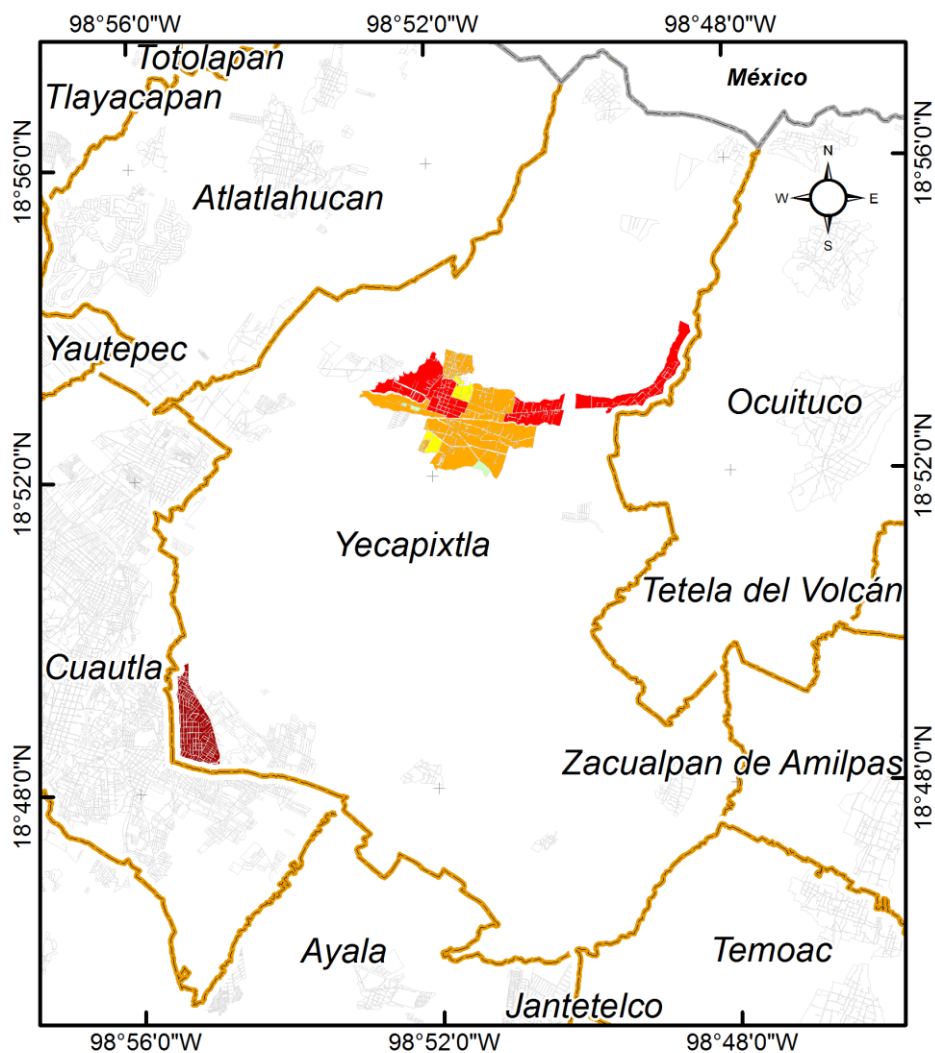 98°56'0"W 98°52'0"W 98°48'0"W
Totolapan
México
Tlayacapan
18°56'0"N
18°56'0"N
N
W E
S
Atlatlahucan
Yautepec
Ocuituco
18°52'0"N
18°52'0"N
Yecapixtla
Tetela del Volcán
Cuautla
Zacualpan de Amilpas
18°48'0"N
18°48'0"N
Ayala
Temoac
Jantetelco
98°56'0"W 98°52'0"W 98°48'0"W